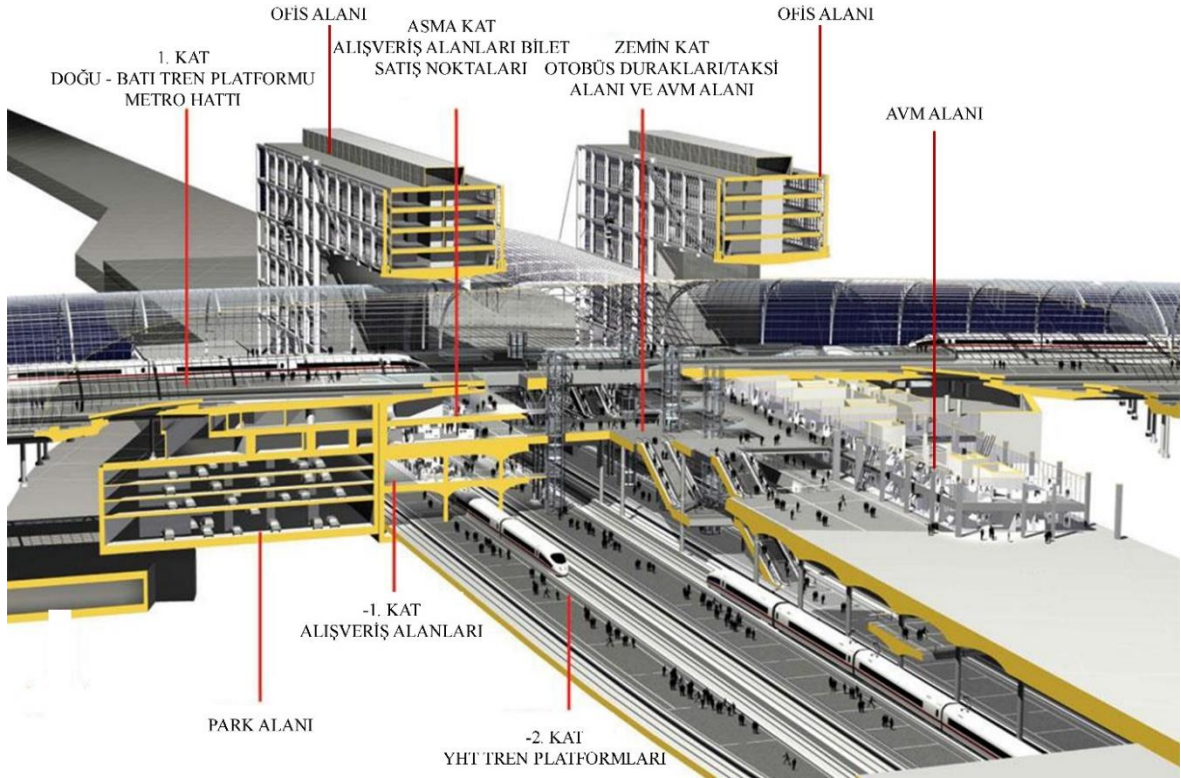 OFİS ALANI
ASMA KAT
ALIŞVERİŞ ALANLARI BİLET
SATIŞ NOKTALARI
OFİS ALANI
1. KAT
DOĞU - BATI TREN PLATFORMU
METRO HATTI
ZEMİN KAT
OTOBÜS DURAKLARI/TAKSİ
ALANI VE AVM ALANI
AVM ALANI
-1. KAT
ALIŞVERİŞ ALANLARI
PARK ALANI
-2. KAT
YHT TREN PLATFORMLARI